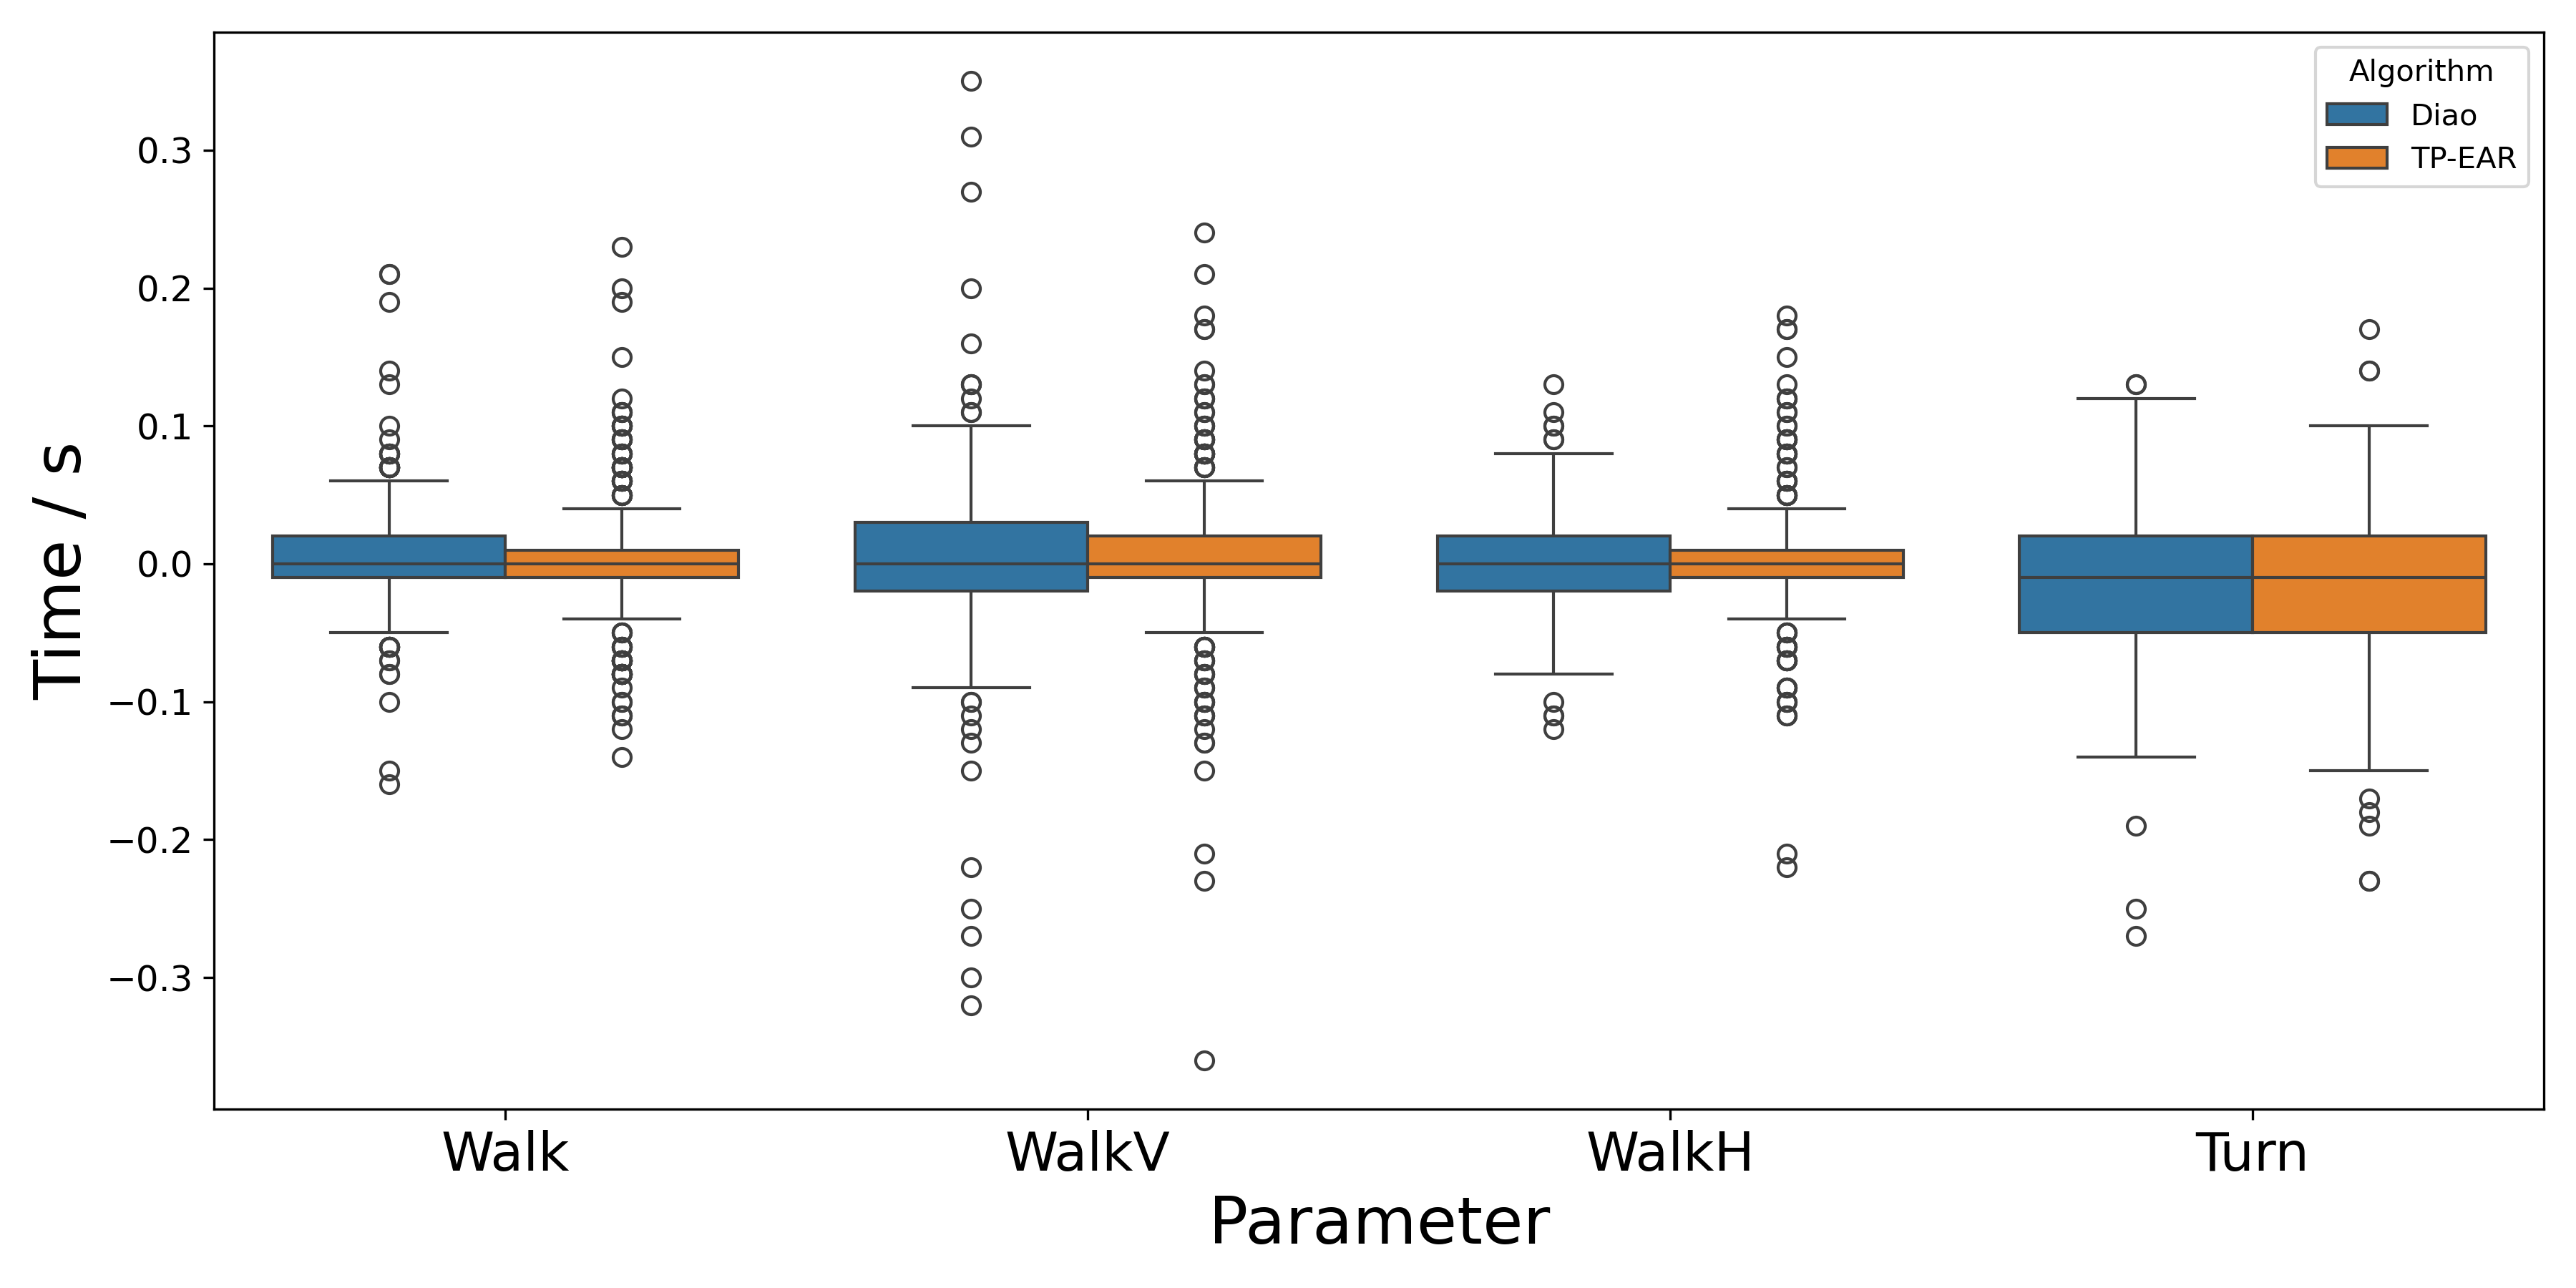 Algorithm
Diao
TP-EAR
Time / s
0.3
0.2
0.1
0.0
−0.1
−0.2
−0.3
Walk WalkV WalkH Turn
Parameter